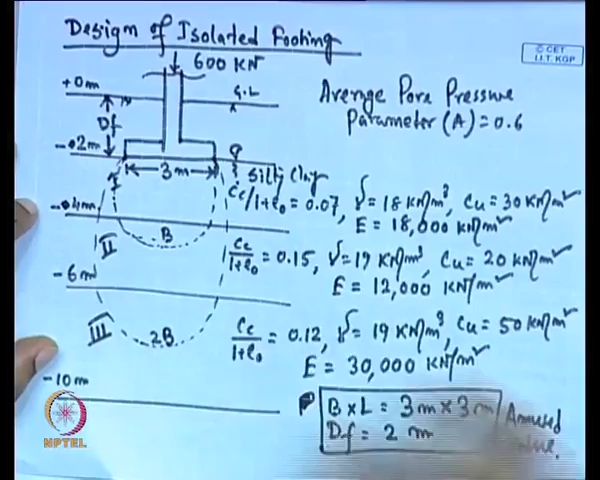 Design of Isolated Footing
© CET
I.I.T. KGP
600 KN
+0m
G.L
Average Pore Pressure
Parameter (A) = 0.6
Df
-02m
3m
q
Silty Clay
I
Cc/1+e0 = 0.07, γ = 18 KN/m³, Cu = 30 KN/m²
E = 18,000 KN/m²
-04m
B
II
Cc/1+e0 = 0.15, γ = 19 KN/m³, Cu = 20 KN/m²
E = 12,000 KN/m²
-6m
III
2B
Cc/1+e0 = 0.12, γ = 19 KN/m³, Cu = 50 KN/m²
E = 30,000 KN/m²
-10m
B x L = 3m x 3m
Df = 2 m
Assumed
NPTEL